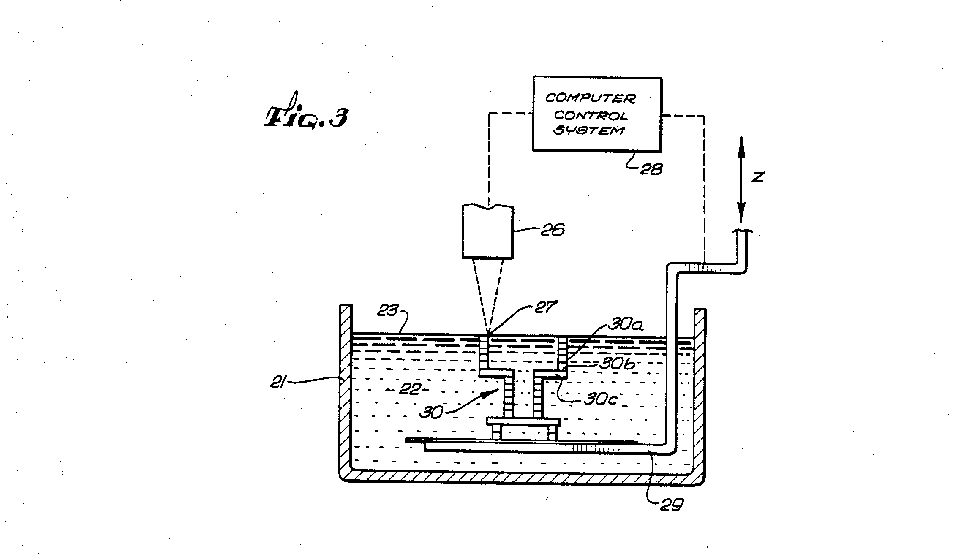 Fig. 3
COMPUTER
CONTROL
SYSTEM
28
Z
26
27
23
30a
30b
21
22
30
30c
29